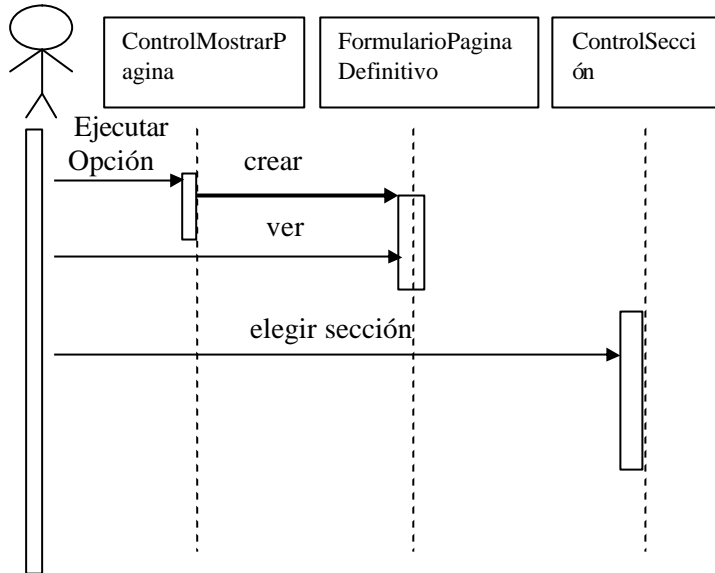 ControlMostrarP
agina
FormularioPagina
Definitivo
ControlSecci
ón
Ejecutar
Opción
crear
ver
elegir sección